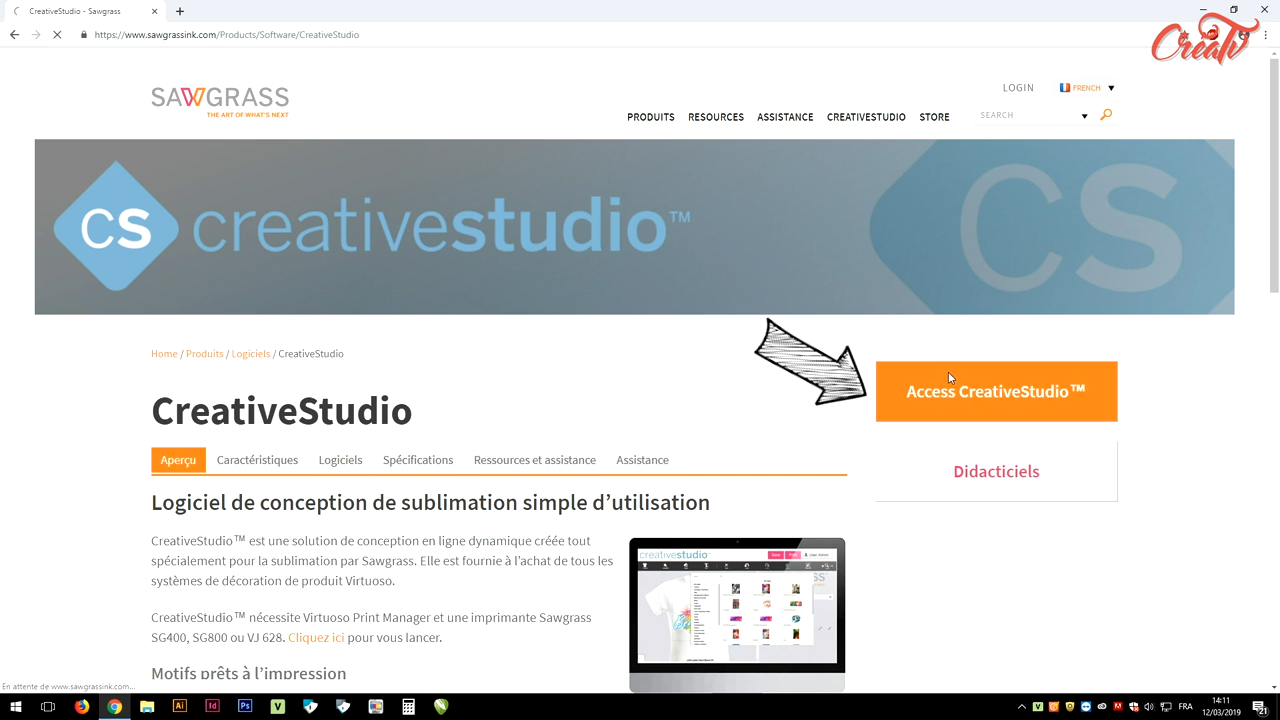 CreativeStudio - Sawgrass
https://www.sawgrassink.com/Products/Software/CreativeStudio
Creativ
SAWGRASS
THE ART OF WHAT'S NEXT
LOGIN
FRENCH
PRODUITS RESOURCES ASSISTANCE CREATIVESTUDIO STORE
SEARCH
CS creativestudio™
CS
Home / Produits / Logiciels / CreativeStudio
Access CreativeStudio™
CreativeStudio
Aperçu Caractéristiques Logiciels Spécifications Ressources et assistance Assistance
Didacticiels
Logiciel de conception de sublimation simple d'utilisation
CreativeStudio™ est une solution de conception en ligne dynamique créée tout
spécialement pour la sublimation par Sawgrass. Elle est fournie à l'achat de tous les
systèmes de décoration de produit Virtuoso.
CreativeStudio™ nécessite Virtuoso Print Manager et une imprimante Sawgrass
SG400, SG800 ou VJ 628. Cliquez ici pour vous lancer.
Motifs prêts à l'impression
creativestudio
En attente de www.sawgrassink.com...
Ai Id Ps V
FRA
14:11
12/03/2019
21